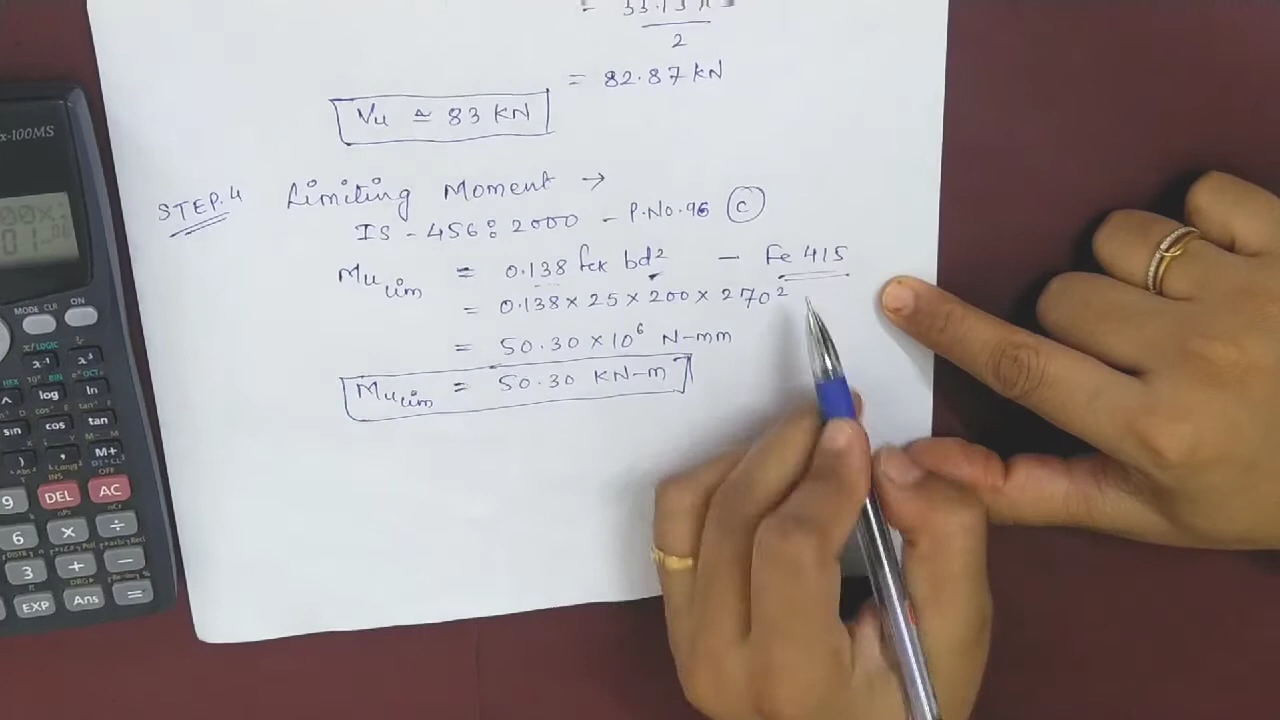 2
= 82.87 kN
Vu ≃ 83 KN
STEP.4 Limiting Moment →
IS - 456: 2000 - P.No.96 (C)
Mu lim = 0.138 fck bd² - Fe 415
= 0.138 × 25 × 200 × 270²
= 50.30 × 10⁶ N-mm
Mu lim = 50.30 KN-m
x-100MS
MODE CLR ON
x⁻¹ x³
log ln
sin cos tan
) , M+
9 DEL AC
6 × ÷
3 + −
EXP Ans =